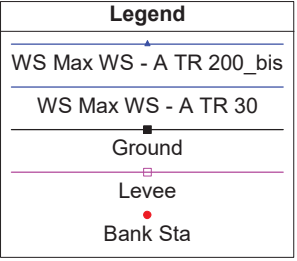 Legend
WS Max WS - A TR 200_bis
WS Max WS - A TR 30
Ground
Levee
Bank Sta